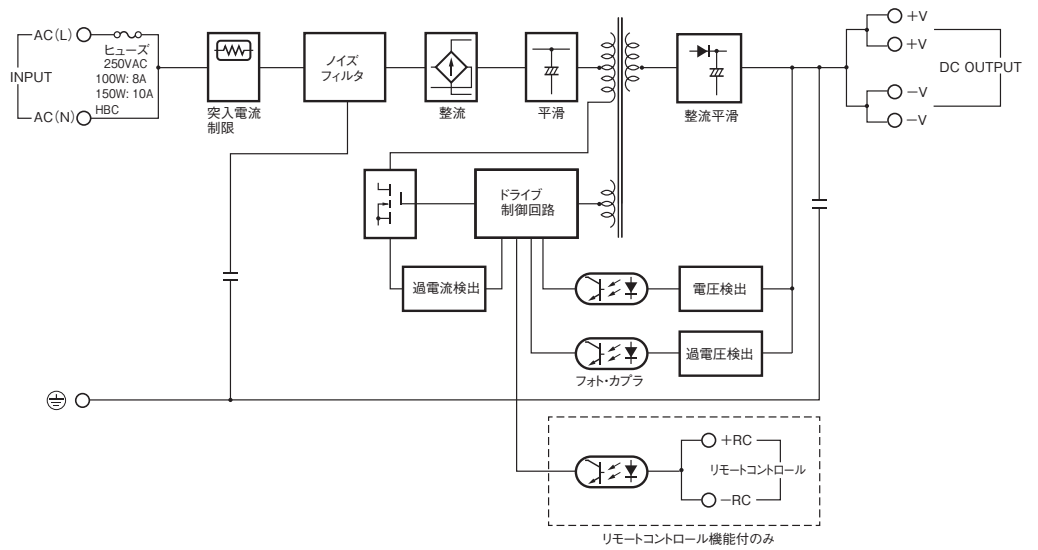 AC(L)
ヒューズ
250VAC
100W: 8A
150W: 10A
HBC
INPUT
AC(N)
突入電流
制限
ノイズ
フィルタ
整流
平滑
整流平滑
+V
+V
DC OUTPUT
−V
−V
ドライブ
制御回路
過電流検出
電圧検出
過電圧検出
フォト・カプラ
+RC
リモートコントロール
−RC
リモートコントロール機能付のみ